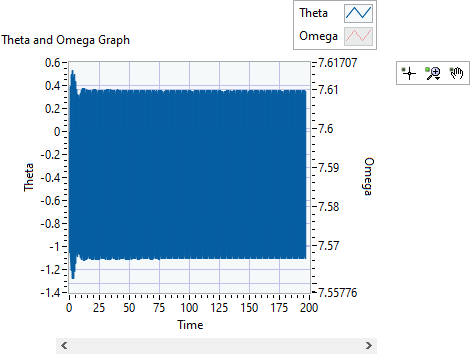 Theta
Omega
Theta and Omega Graph
0.6
0.4
0.2
0
-0.2
-0.4
-0.6
-0.8
-1
-1.2
-1.4
Theta
7.61707
7.61
7.6
7.59
7.58
7.57
7.55776
Omega
0 25 50 75 100 125 150 175 200
Time